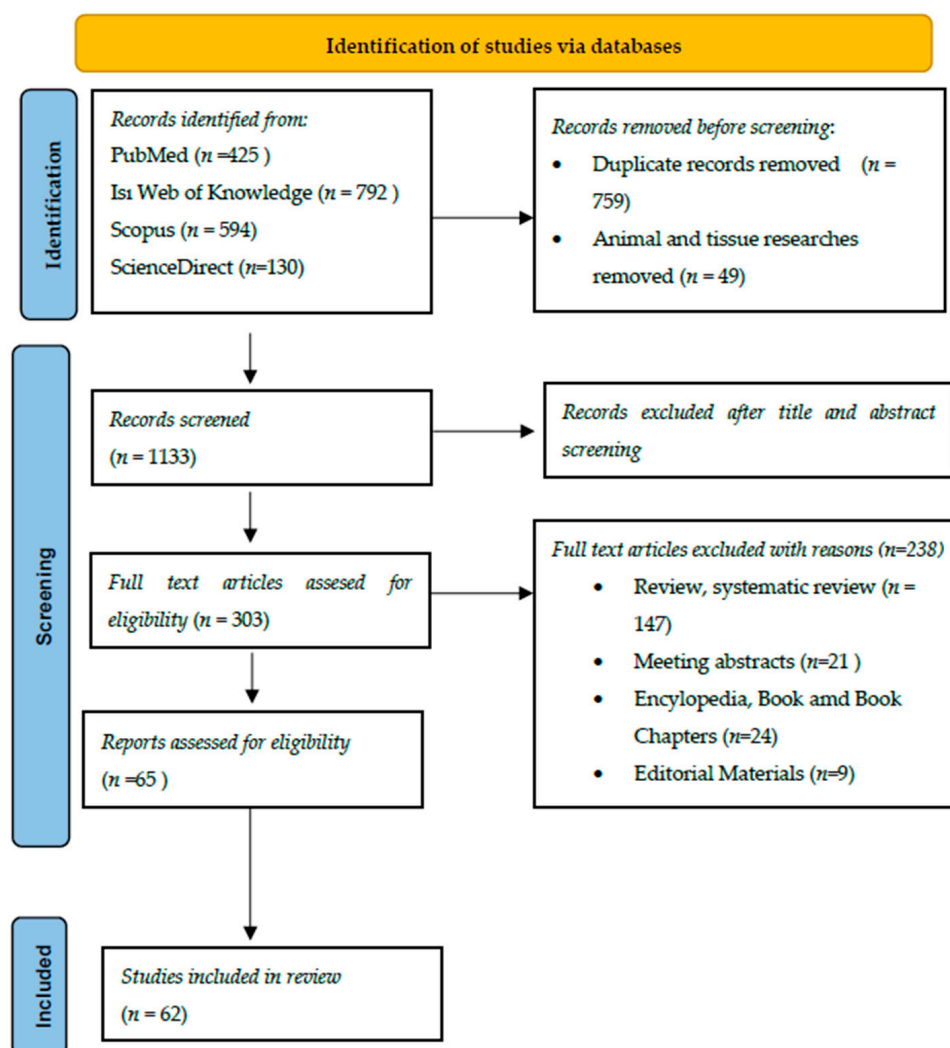 Identification of studies via databases
Identification
Records identified from:
PubMed (n =425 )
Isı Web of Knowledge (n = 792 )
Scopus (n = 594)
ScienceDirect (n=130)
Records removed before screening:
• Duplicate records removed (n =
759)
• Animal and tissue researches
removed (n = 49)
Screening
Records screened
(n = 1133)
Records excluded after title and abstract
screening
Full text articles assesed for
eligibility (n = 303)
Full text articles excluded with reasons (n=238)
• Review, systematic review (n =
147)
• Meeting abstracts (n=21 )
• Encylopedia, Book amd Book
Chapters (n=24)
• Editorial Materials (n=9)
Reports assessed for eligibility
(n =65 )
Included
Studies included in review
(n = 62)